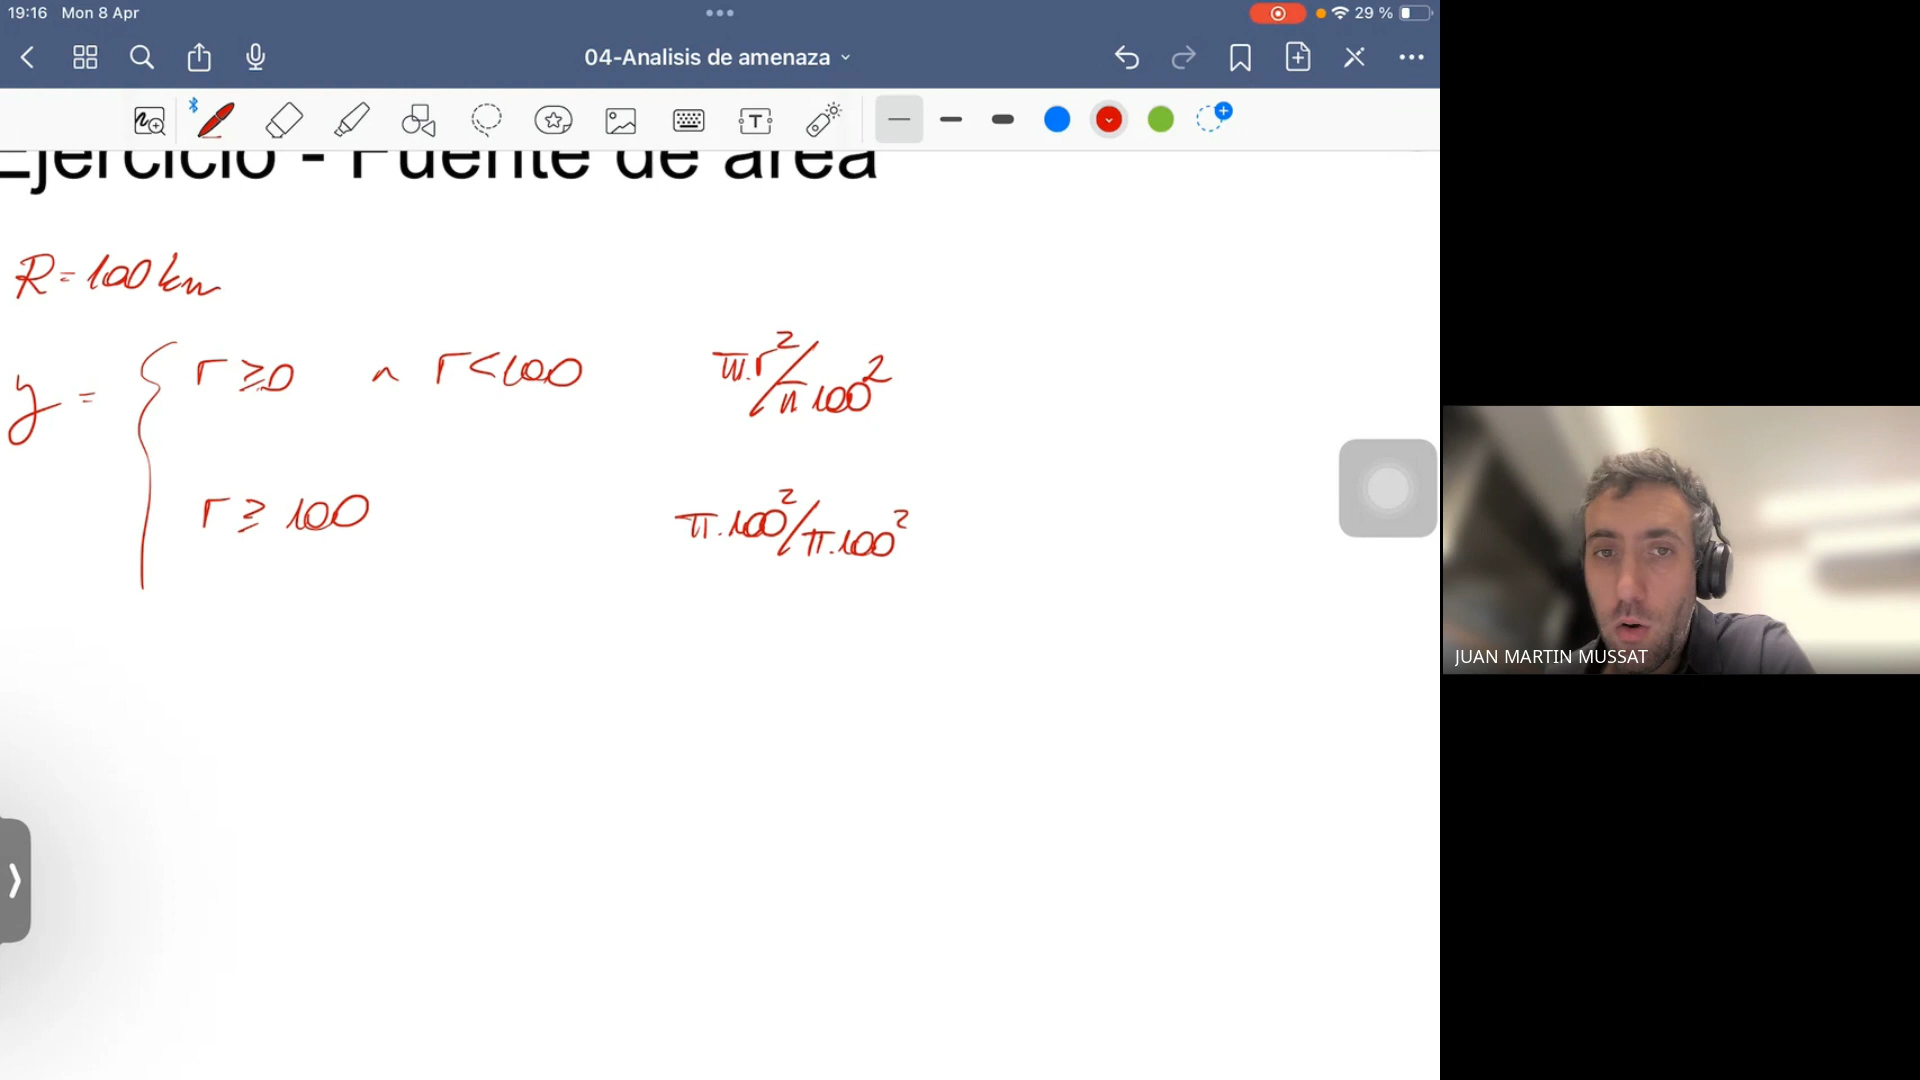 19:16 Mon 8 Apr
29 %
04-Analisis de amenaza
T
Ejercicio - Fuente de área
R = 100 km
y =
r ≥ 0 ^ r < 100 π.r²/π 100²
r ≥ 100 π.100²/π.100²
JUAN MARTIN MUSSAT